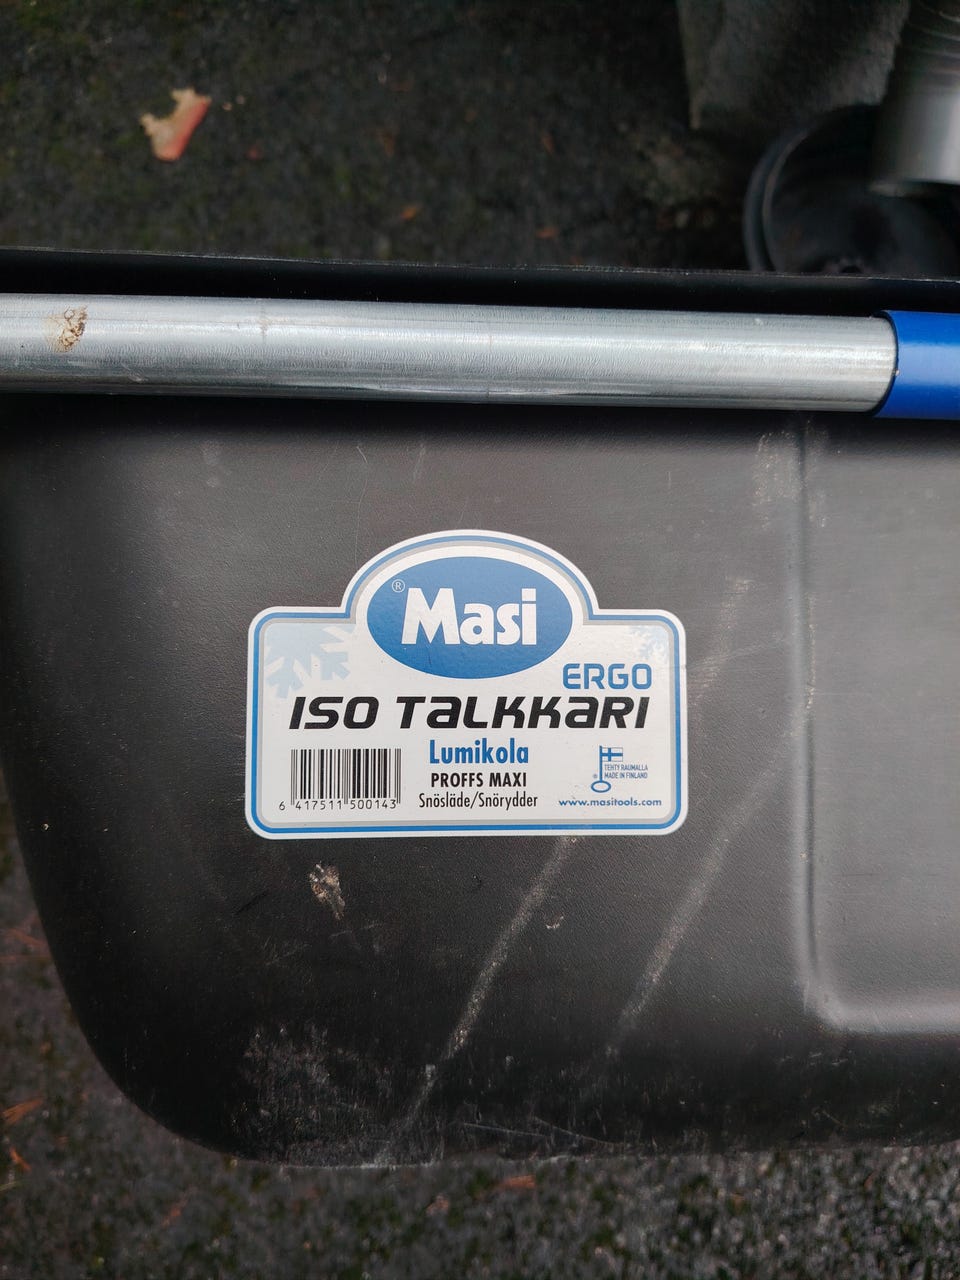 ® Masi
ERGO
ISO TALKKARI
Lumikola
PROFFS MAXI
Snösläde/Snörydder
6 417511 500143
TEHTY RAUMALLA
MADE IN FINLAND
®
www.masitools.com